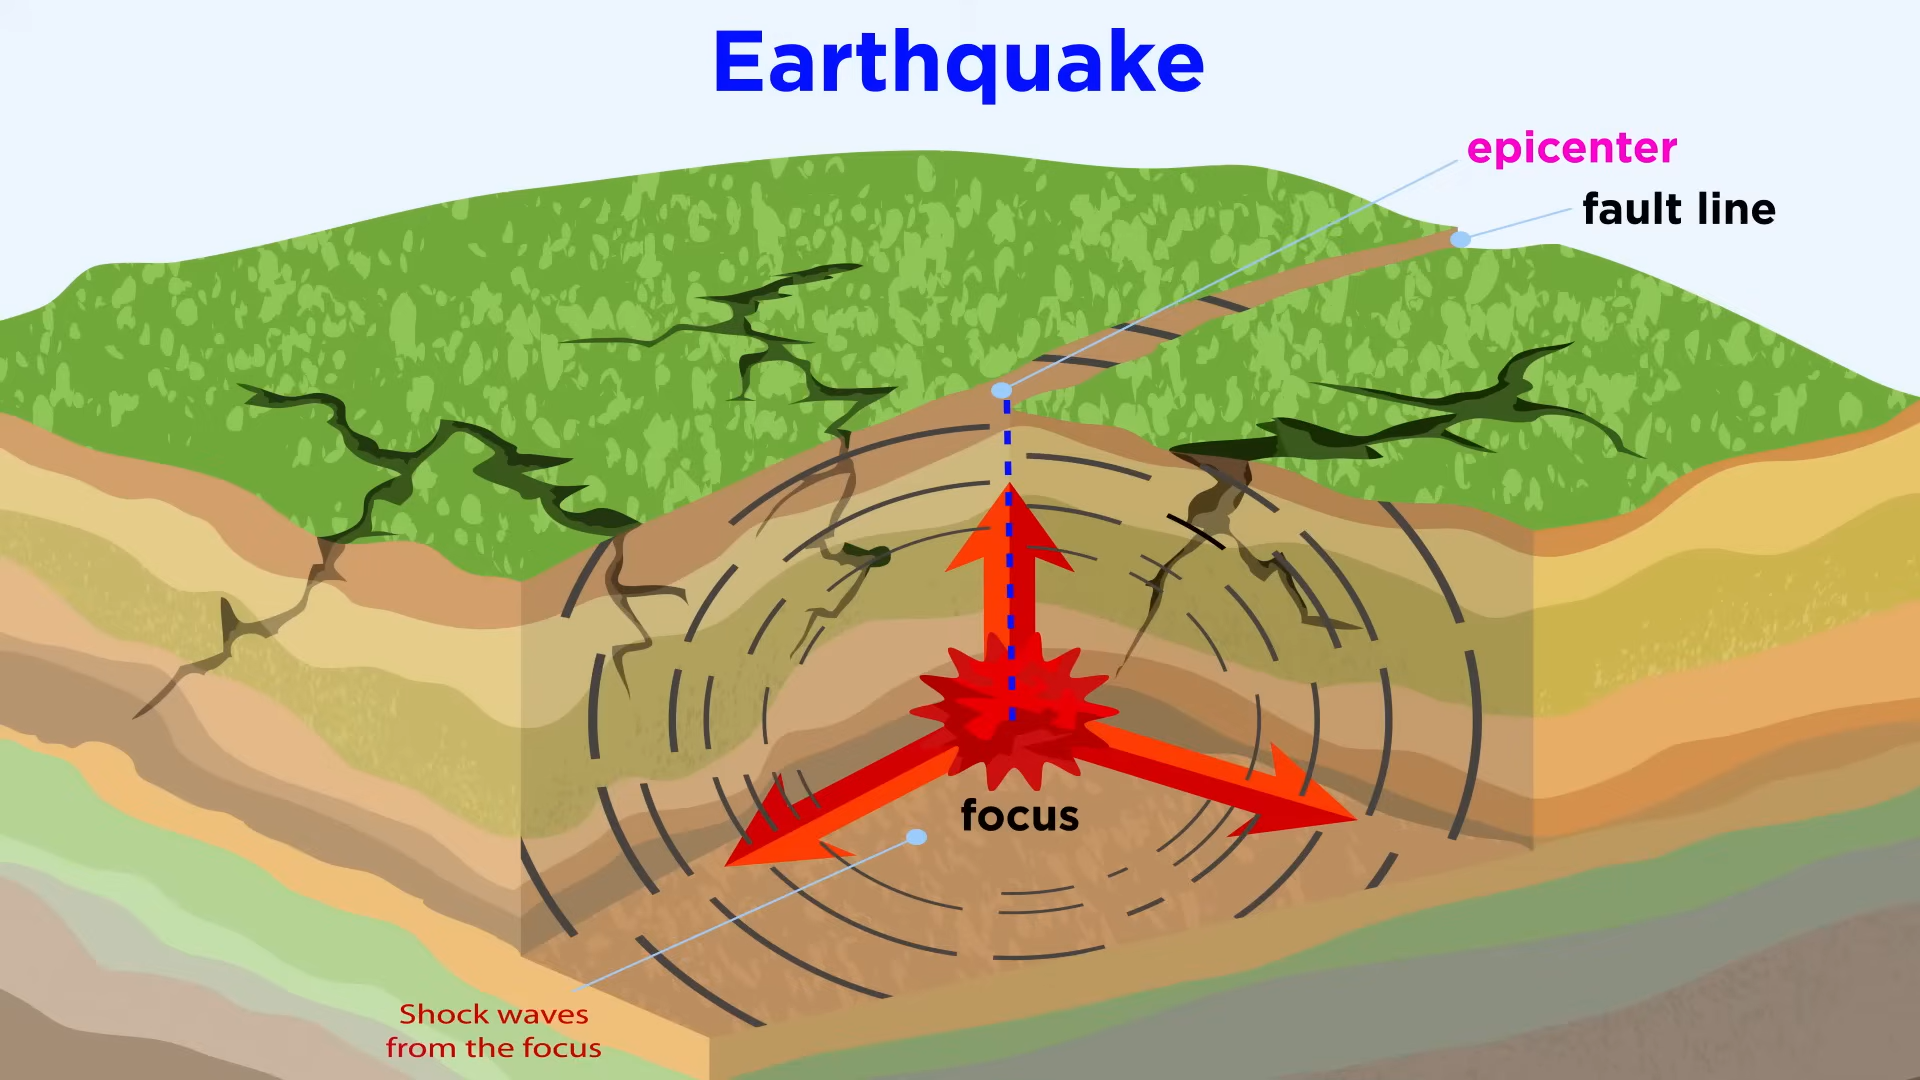 Earthquake
epicenter
fault line
focus
Shock waves
from the focus